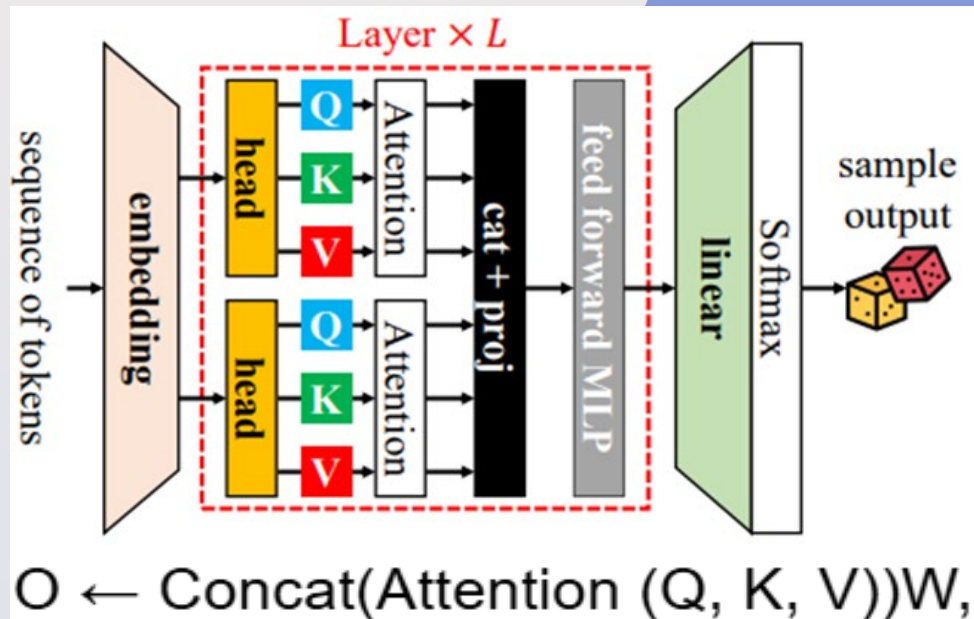 Layer × L
sequence of tokens
embedding
head
Q
K
V
Attention
head
Q
K
V
Attention
cat + proj
feed forward MLP
linear
Softmax
sample
output
O ← Concat(Attention (Q, K, V))W,